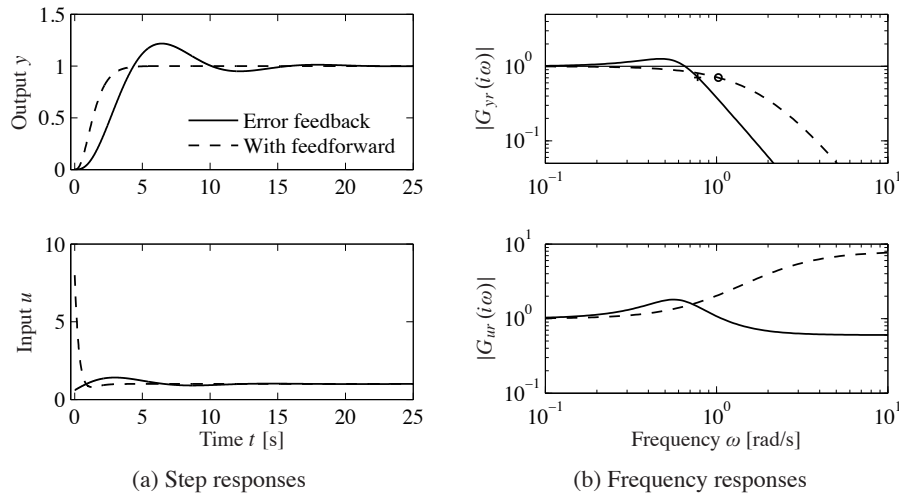 1.5
1
0.5
0
Output y
Error feedback
With feedforward
0 5 10 15 20 25
10
5
0
Input u
0 5 10 15 20 25
Time t [s]
(a) Step responses
10^0
10^−1
|G_yr(iω)|
10^−1 10^0 10^1
10^1
10^0
10^−1
|G_ur(iω)|
10^−1 10^0 10^1
Frequency ω [rad/s]
(b) Frequency responses